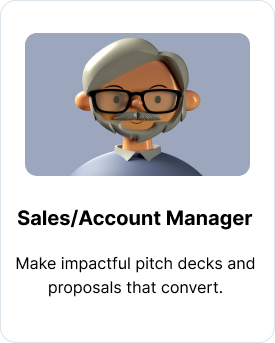 Sales/Account Manager
Make impactful pitch decks and
proposals that convert.